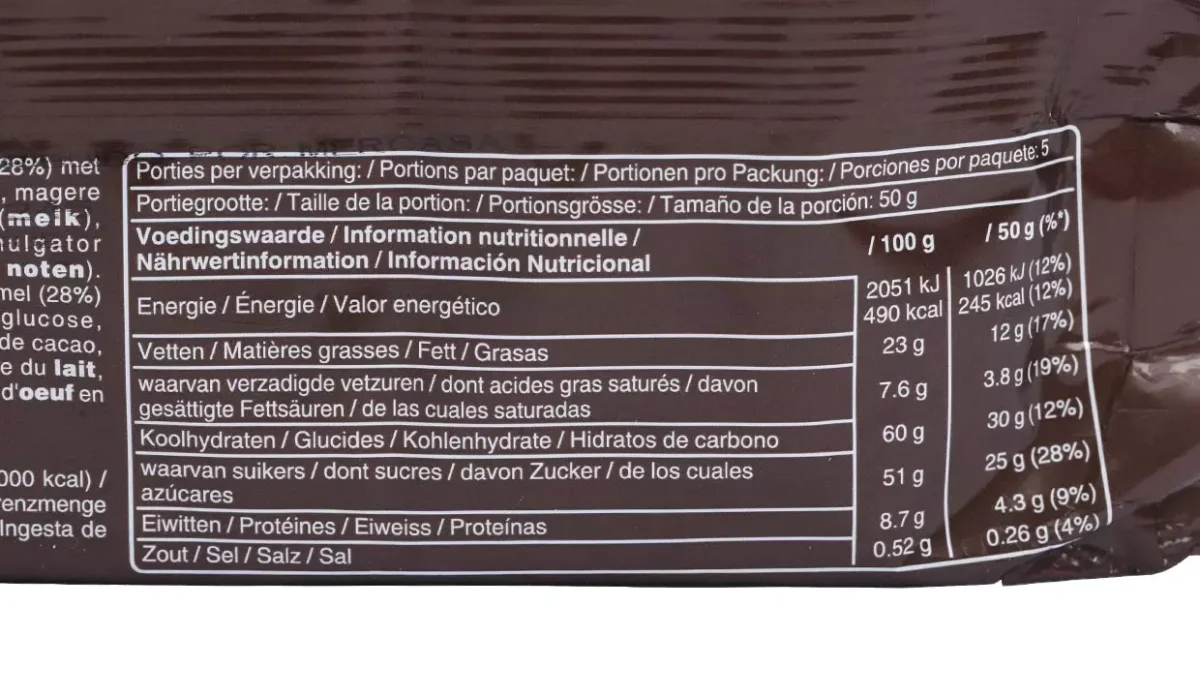 28%) met
, magere
(melk),
ulgator
noten).
mel (28%)
glucose,
de cacao,
e du lait,
d'oeuf en
000 kcal) /
enzmenge
Ingesta de
Porties per verpakking: / Portions par paquet: / Portionen pro Packung: / Porciones por paquete: 5
Portiegrootte: / Taille de la portion: / Portionsgrösse: / Tamaño de la porción: 50 g
Voedingswaarde / Information nutritionnelle /
Nährwertinformation / Información Nutricional / 100 g / 50 g (%*)
Energie / Énergie / Valor energético 2051 kJ 1026 kJ (12%)
490 kcal 245 kcal (12%)
Vetten / Matières grasses / Fett / Grasas 23 g 12 g (17%)
waarvan verzadigde vetzuren / dont acides gras saturés / davon
gesättigte Fettsäuren / de las cuales saturadas 7.6 g 3.8 g (19%)
Koolhydraten / Glucides / Kohlenhydrate / Hidratos de carbono 60 g 30 g (12%)
waarvan suikers / dont sucres / davon Zucker / de los cuales
azúcares 51 g 25 g (28%)
Eiwitten / Protéines / Eiweiss / Proteínas 8.7 g 4.3 g (9%)
Zout / Sel / Salz / Sal 0.52 g 0.26 g (4%)